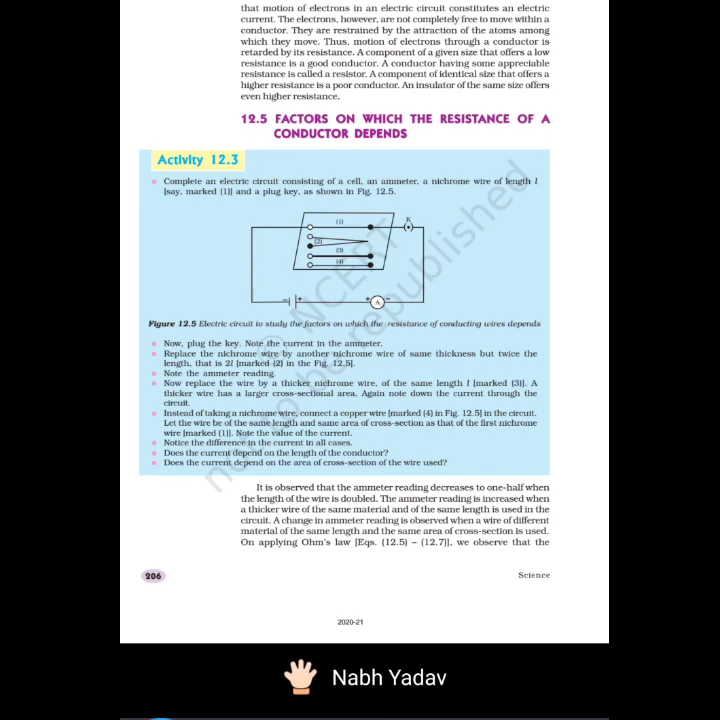 that motion of electrons in an electric circuit constitutes an electric
current. The electrons, however, are not completely free to move within a
conductor. They are restrained by the attraction of the atoms among
which they move. Thus, motion of electrons through a conductor is
retarded by its resistance. A component of a given size that offers a low
resistance is a good conductor. A conductor having some appreciable
resistance is called a resistor. A component of identical size that offers a
higher resistance is a poor conductor. An insulator of the same size offers
even higher resistance.
12.5 FACTORS ON WHICH THE RESISTANCE OF A
CONDUCTOR DEPENDS
Activity 12.3
Complete an electric circuit consisting of a cell, an ammeter, a nichrome wire of length l
[say, marked (1)] and a plug key, as shown in Fig. 12.5.
(1)
K
(2)
(3)
(4)
– +
+ A –
Figure 12.5 Electric circuit to study the factors on which the resistance of conducting wires depends
Now, plug the key. Note the current in the ammeter.
Replace the nichrome wire by another nichrome wire of same thickness but twice the
length, that is 2l [marked (2) in the Fig. 12.5].
Note the ammeter reading.
Now replace the wire by a thicker nichrome wire, of the same length l [marked (3)]. A
thicker wire has a larger cross-sectional area. Again note down the current through the
circuit.
Instead of taking a nichrome wire, connect a copper wire [marked (4) in Fig. 12.5] in the circuit.
Let the wire be of the same length and same area of cross-section as that of the first nichrome
wire [marked (1)]. Note the value of the current.
Notice the difference in the current in all cases.
Does the current depend on the length of the conductor?
Does the current depend on the area of cross-section of the wire used?
© NCERT
not to be republished
It is observed that the ammeter reading decreases to one-half when
the length of the wire is doubled. The ammeter reading is increased when
a thicker wire of the same material and of the same length is used in the
circuit. A change in ammeter reading is observed when a wire of different
material of the same length and the same area of cross-section is used.
On applying Ohm's law [Eqs. (12.5) – (12.7)], we observe that the
206
Science
2020-21
Nabh Yadav